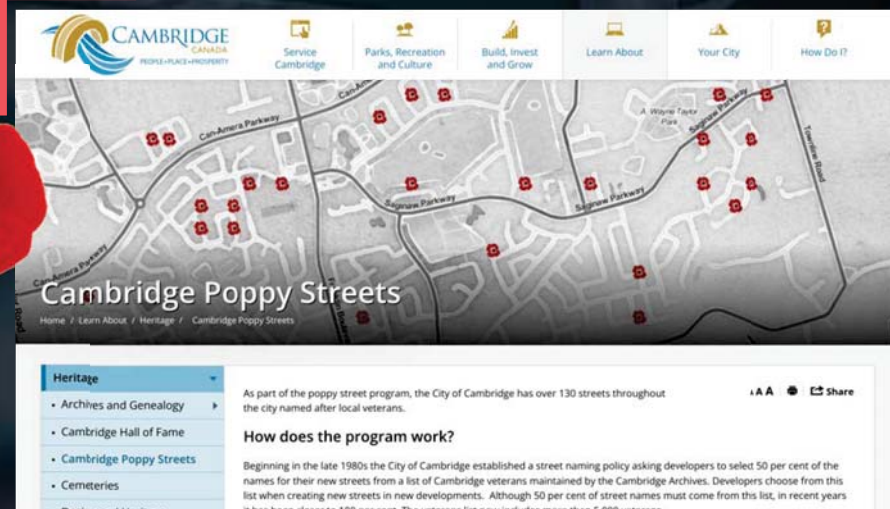 CAMBRIDGE
CANADA
PEOPLE•PLACE•PROSPERITY
Service
Cambridge
Parks, Recreation
and Culture
Build, Invest
and Grow
Learn About
Your City
How Do I?
Can-Amera Parkway
Can-Am
A. Wayne Taylor
Park
Saginaw Parkway
Townline Road
Saginaw Parkway
Saginaw Parkway
Can-Amera Parkway
Road
Cambridge Poppy Streets
Home / Learn About / Heritage / Cambridge Poppy Streets
Heritage
• Archives and Genealogy
• Cambridge Hall of Fame
• Cambridge Poppy Streets
• Cemeteries
As part of the poppy street program, the City of Cambridge has over 130 streets throughout
the city named after local veterans.
A A Share
How does the program work?
Beginning in the late 1980s the City of Cambridge established a street naming policy asking developers to select 50 per cent of the
names for their new streets from a list of Cambridge veterans maintained by the Cambridge Archives. Developers choose from this
list when creating new streets in new developments. Although 50 per cent of street names must come from this list, in recent years